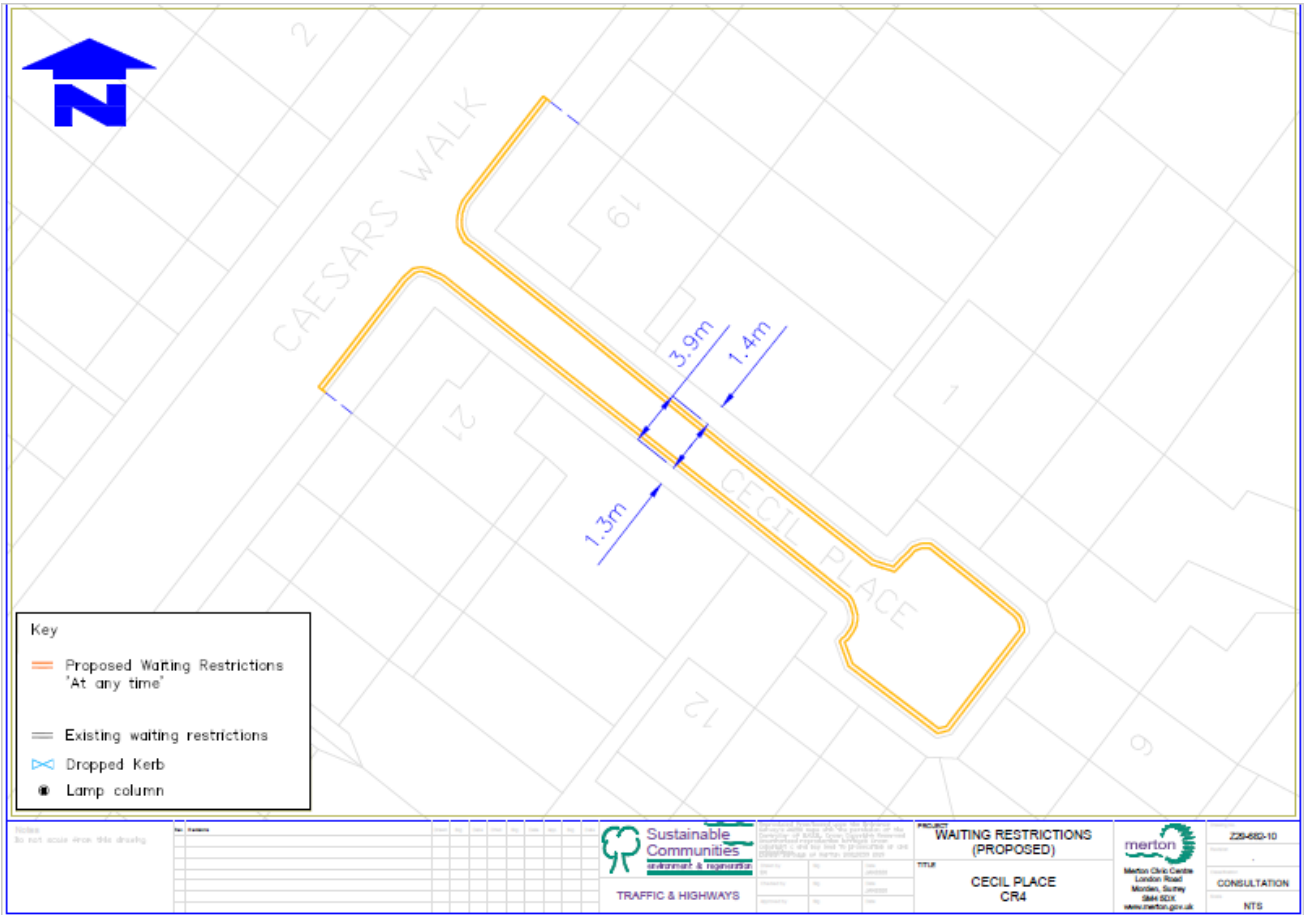 N
2
CAESARS WALK
19
3.9m
1.4m
1
21
CECIL PLACE
1.3m
12
6
Key
Proposed Waiting Restrictions
'At any time'
Existing waiting restrictions
Dropped Kerb
Lamp column
Notes
Do not scale from this drawing.
Sustainable
Communities
environment & regeneration
TRAFFIC & HIGHWAYS
PROJECT
WAITING RESTRICTIONS
(PROPOSED)
TITLE
CECIL PLACE
CR4
merton
Merton Civic Centre
London Road
Morden, Surrey
SM4 5DX
www.merton.gov.uk
Z29-682-10
CONSULTATION
NTS